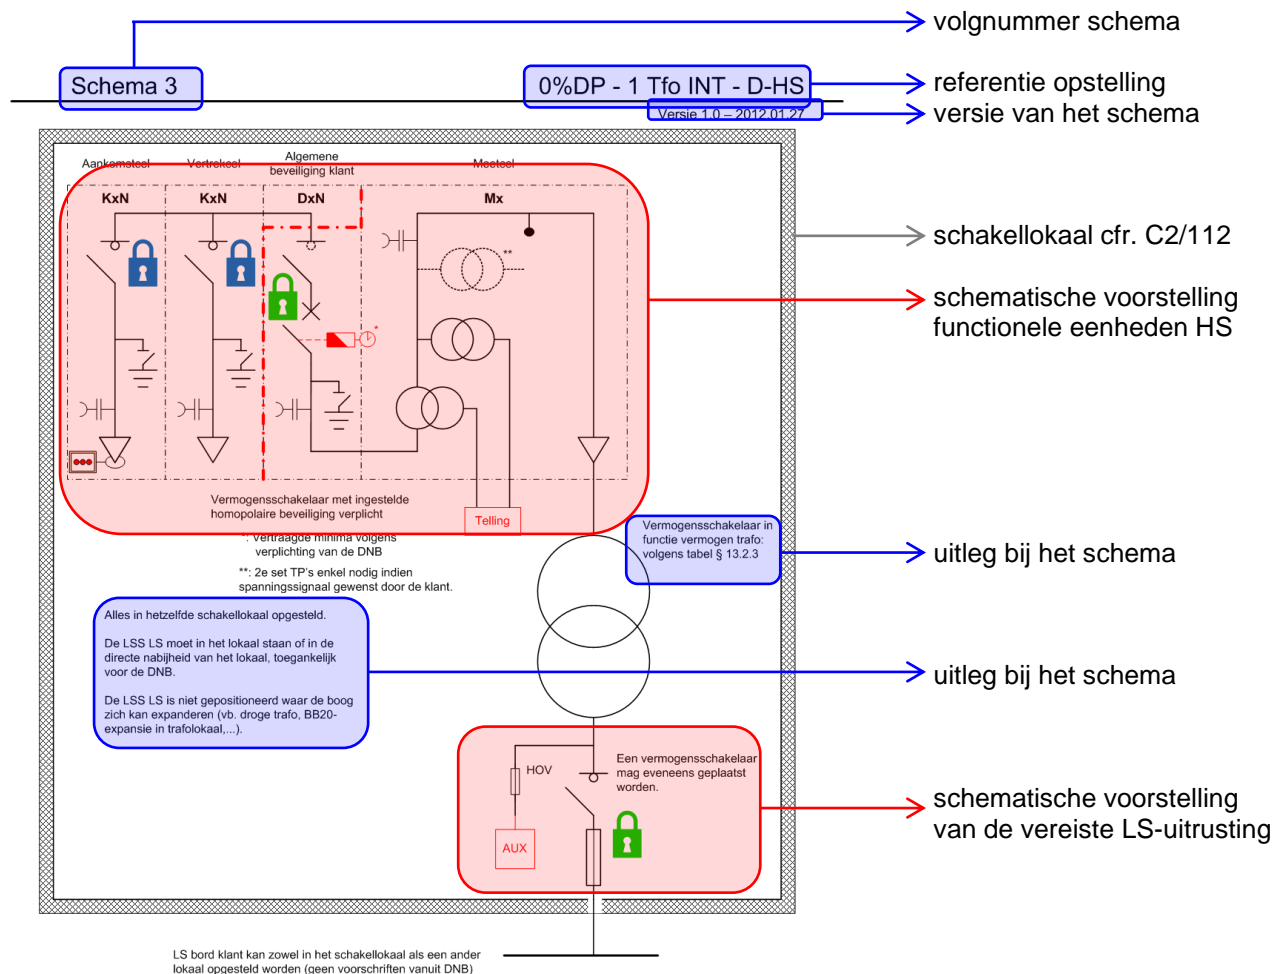 volgnummer schema
Schema 3
0%DP - 1 Tfo INT - D-HS
referentie opstelling
Versie 1.0 – 2012.01.27
versie van het schema
Aankomstcel
Vertrekcel
Algemene
beveiliging klant
Meetcel
KxN
KxN
DxN
Mx
**
*
schakellokaal cfr. C2/112
schematische voorstelling
functionele eenheden HS
Vermogensschakelaar met ingestelde
homopolaire beveiliging verplicht
Telling
*: Vertraagde minima volgens
verplichting van de DNB
**: 2e set TP's enkel nodig indien
spanningssignaal gewenst door de klant.
Vermogensschakelaar in
functie vermogen trafo:
volgens tabel § 13.2.3
uitleg bij het schema
Alles in hetzelfde schakellokaal opgesteld.
De LSS LS moet in het lokaal staan of in de
directe nabijheid van het lokaal, toegankelijk
voor de DNB.
De LSS LS is niet gepositioneerd waar de boog
zich kan expanderen (vb. droge trafo, BB20-
expansie in trafolokaal,...).
uitleg bij het schema
HOV
AUX
Een vermogensschakelaar
mag eveneens geplaatst
worden.
schematische voorstelling
van de vereiste LS-uitrusting
LS bord klant kan zowel in het schakellokaal als een ander
lokaal opgesteld worden (geen voorschriften vanuit DNB)